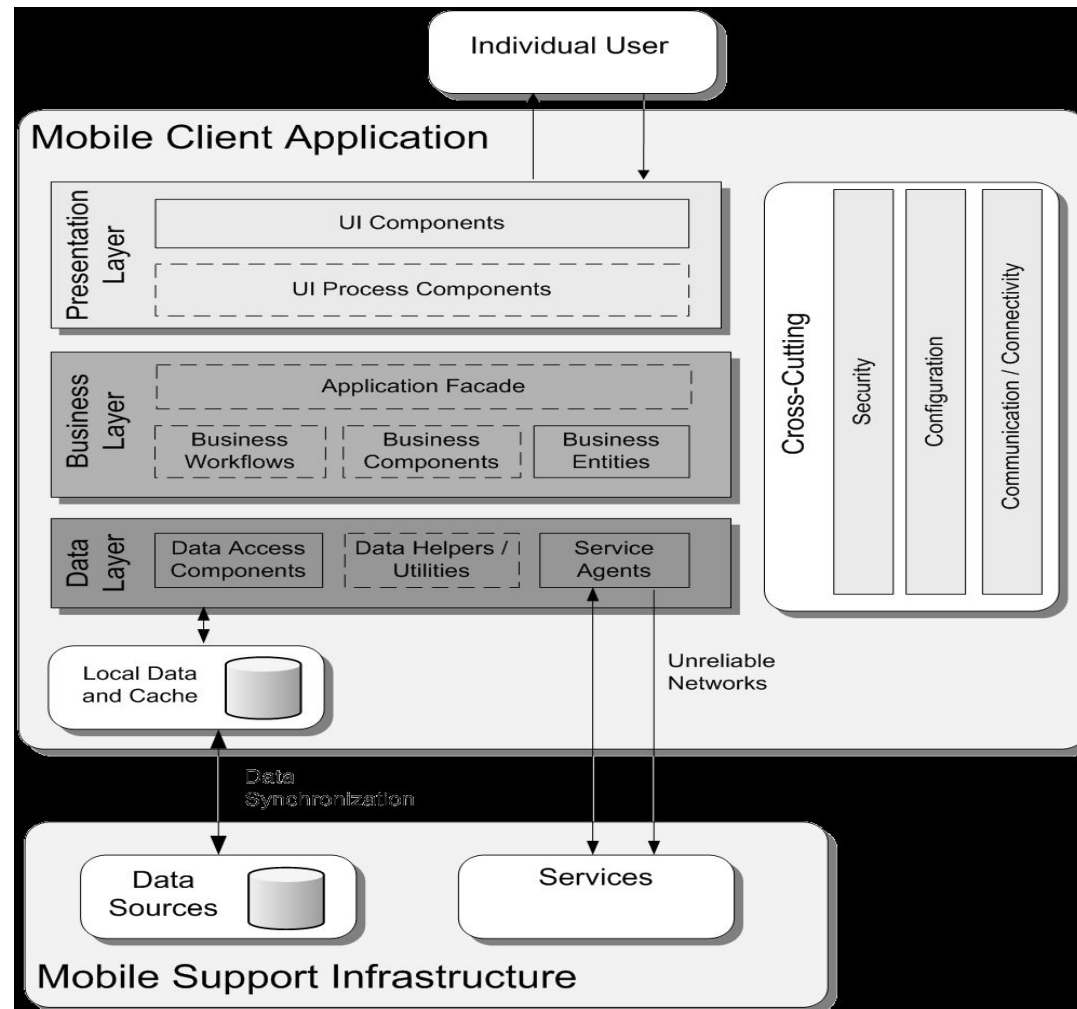 Individual User
Mobile Client Application
Presentation
Layer
UI Components
UI Process Components
Business
Layer
Application Facade
Business
Workflows
Business
Components
Business
Entities
Data
Layer
Data Access
Components
Data Helpers /
Utilities
Service
Agents
Cross-Cutting
Security
Configuration
Communication / Connectivity
Local Data
and Cache
Unreliable
Networks
Data
Synchronization
Data
Sources
Services
Mobile Support Infrastructure